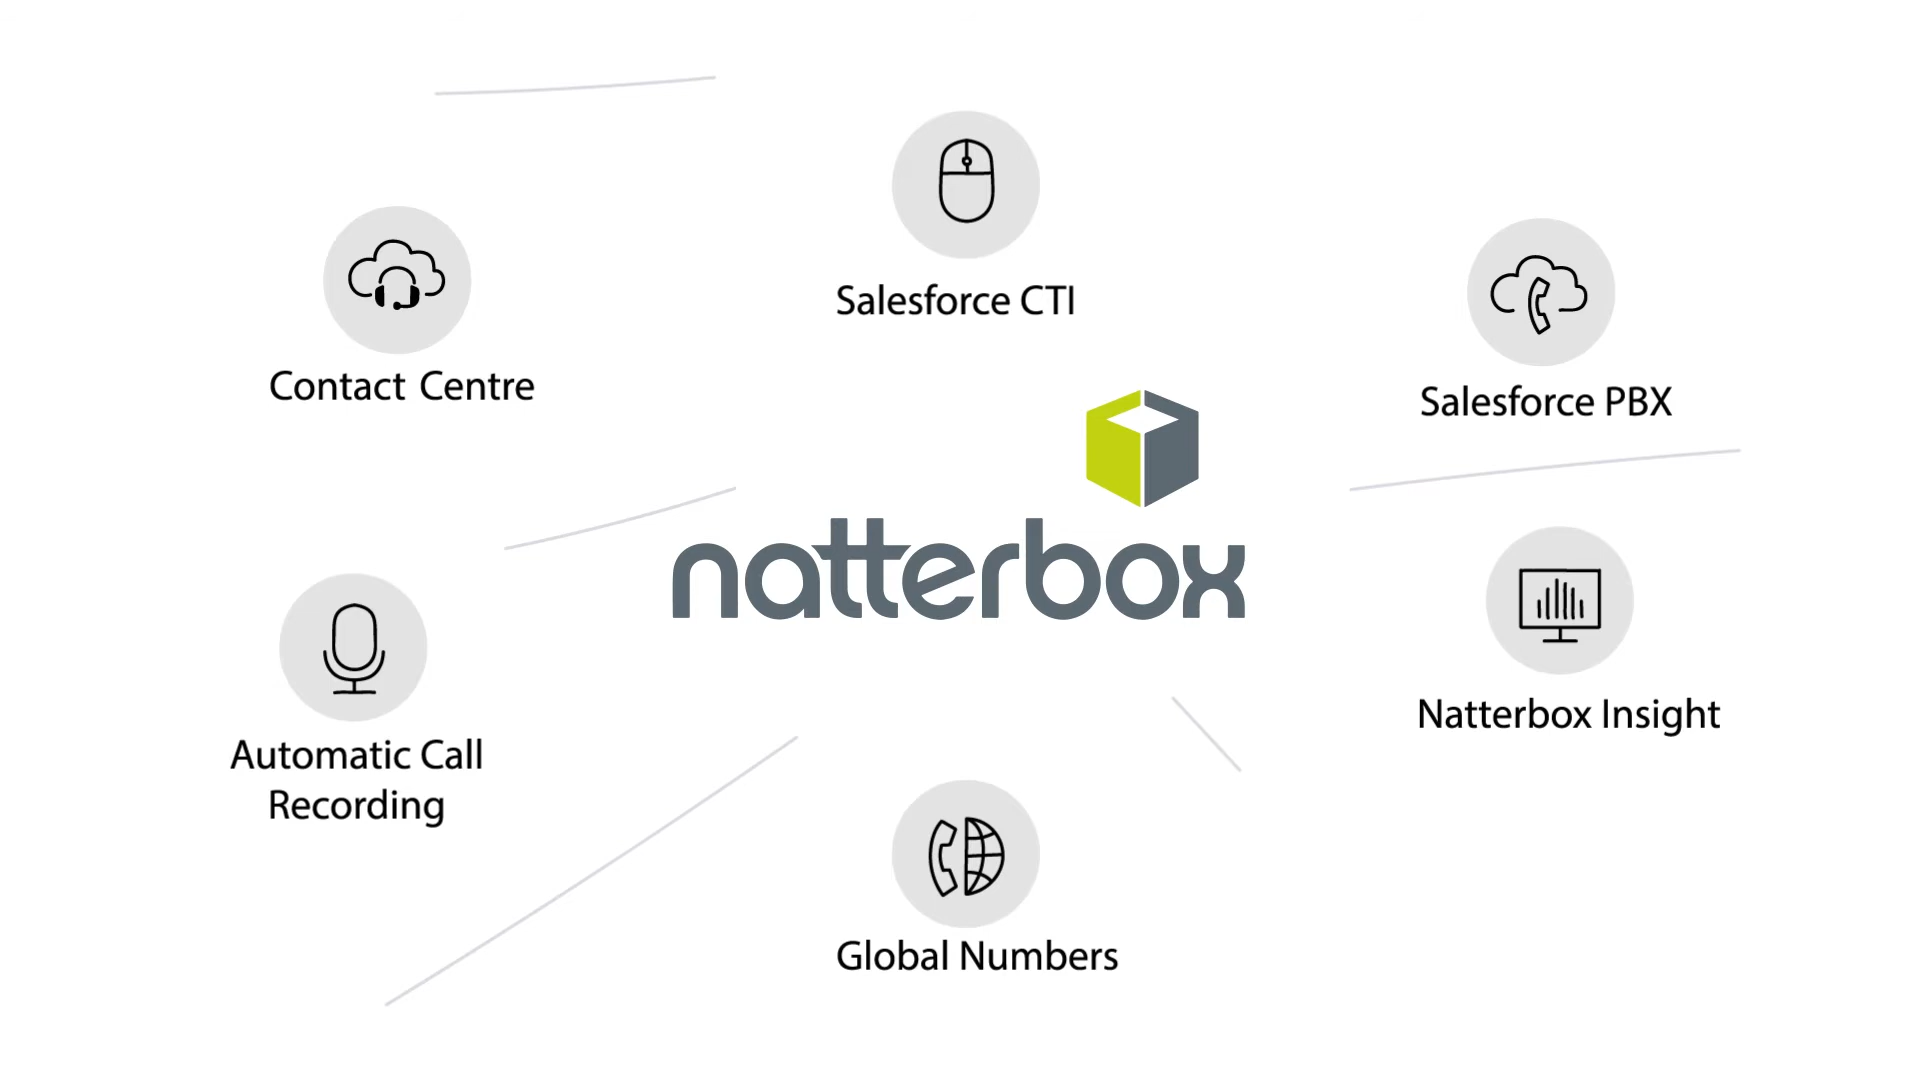 Salesforce CTI
Contact Centre
Salesforce PBX
natterbox
Automatic Call
Recording
Natterbox Insight
Global Numbers